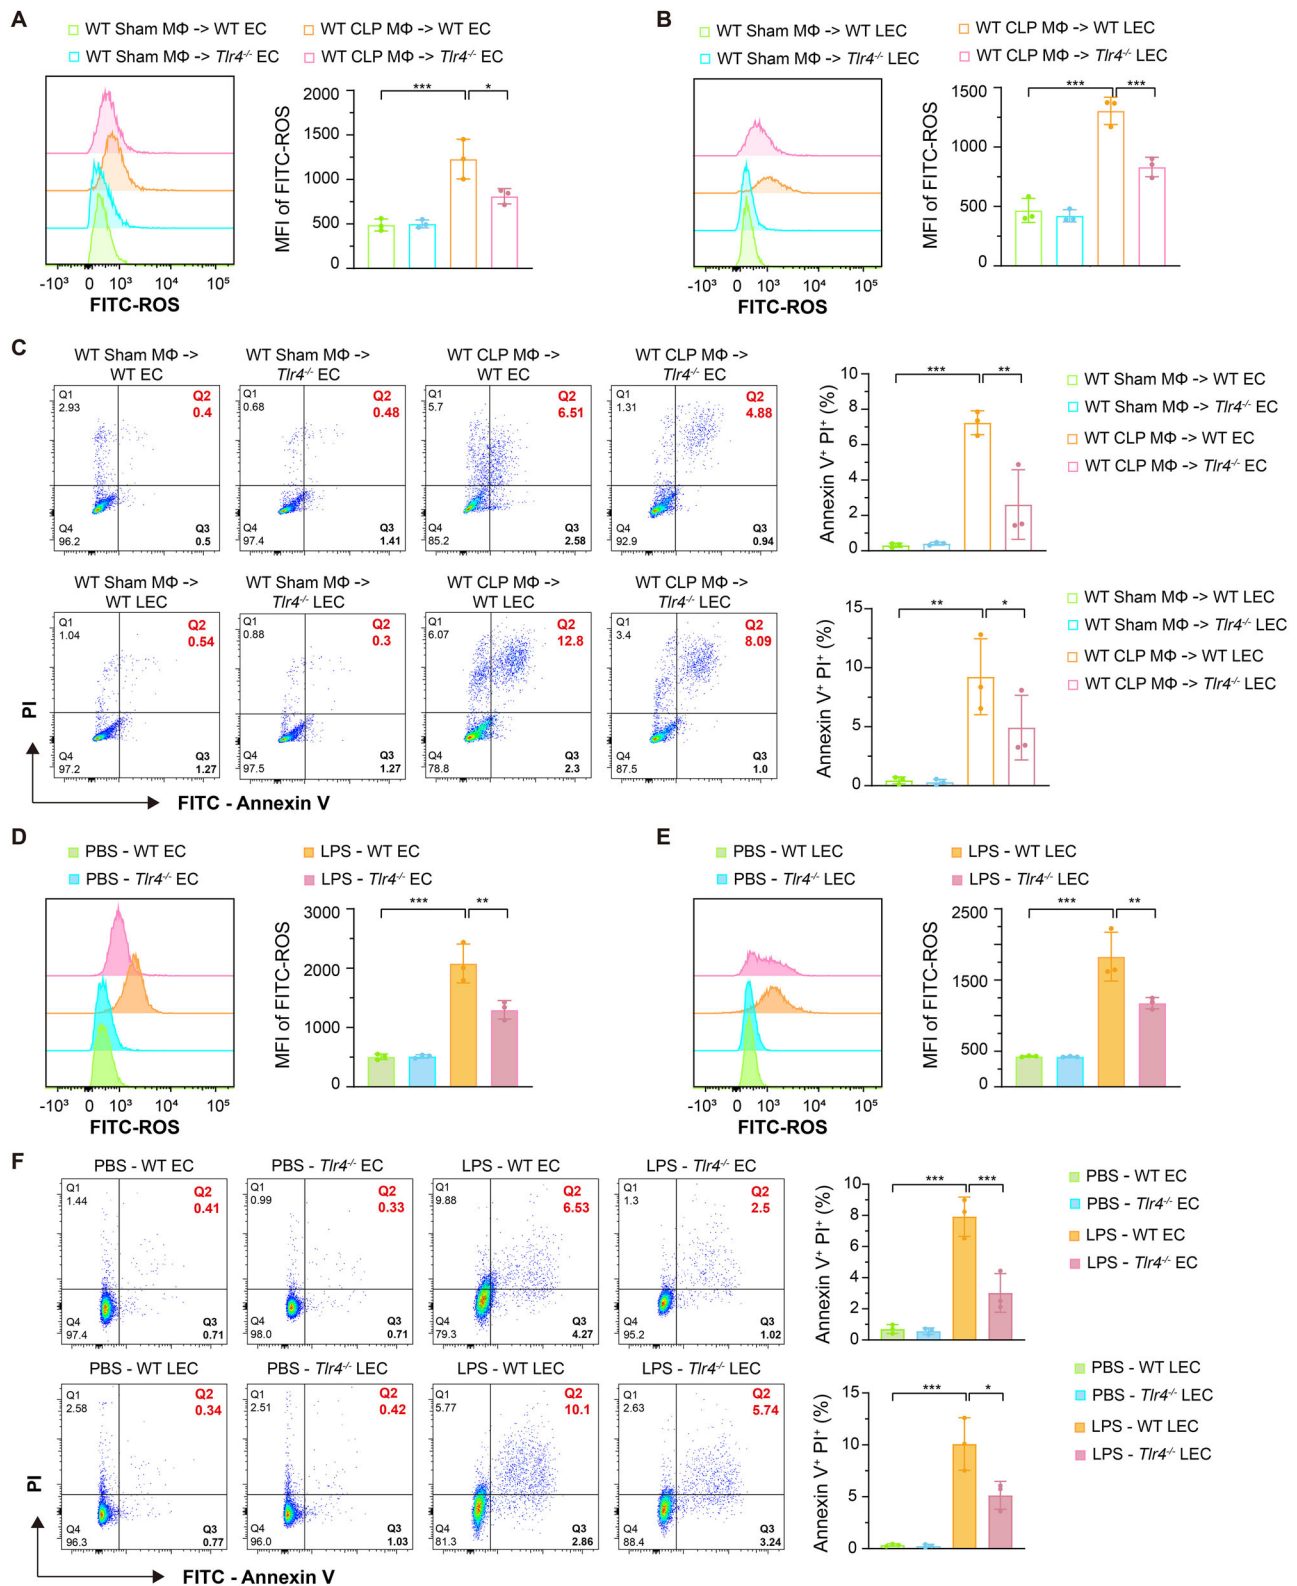 A
WT Sham MΦ -> WT EC
WT CLP MΦ -> WT EC
WT Sham MΦ -> Tlr4-/- EC
WT CLP MΦ -> Tlr4-/- EC
-10³ 0 10³ 10⁴ 10⁵
FITC-ROS
MFI of FITC-ROS
2000
1500
1000
500
0
*** *
B
WT Sham MΦ -> WT LEC
WT CLP MΦ -> WT LEC
WT Sham MΦ -> Tlr4-/- LEC
WT CLP MΦ -> Tlr4-/- LEC
-10³ 0 10³ 10⁴ 10⁵
FITC-ROS
MFI of FITC-ROS
1500
1000
500
0
*** ***
C
WT Sham MΦ ->
WT EC
Q1
2.93
Q2
0.4
Q4
96.2
Q3
0.5
WT Sham MΦ ->
Tlr4-/- EC
Q1
0.68
Q2
0.48
Q4
97.4
Q3
1.41
WT CLP MΦ ->
WT EC
Q1
5.7
Q2
6.51
Q4
85.2
Q3
2.58
WT CLP MΦ ->
Tlr4-/- EC
Q1
1.31
Q2
4.88
Q4
92.9
Q3
0.94
Annexin V⁺ PI⁺ (%)
10
8
6
4
2
0
*** **
WT Sham MΦ -> WT EC
WT Sham MΦ -> Tlr4-/- EC
WT CLP MΦ -> WT EC
WT CLP MΦ -> Tlr4-/- EC
WT Sham MΦ ->
WT LEC
Q1
1.04
Q2
0.54
Q4
97.2
Q3
1.27
WT Sham MΦ ->
Tlr4-/- LEC
Q1
0.88
Q2
0.3
Q4
97.5
Q3
1.27
WT CLP MΦ ->
WT LEC
Q1
6.07
Q2
12.8
Q4
78.8
Q3
2.3
WT CLP MΦ ->
Tlr4-/- LEC
Q1
3.4
Q2
8.09
Q4
87.5
Q3
1.0
PI
FITC - Annexin V
Annexin V⁺ PI⁺ (%)
15
10
5
0
** *
WT Sham MΦ -> WT LEC
WT Sham MΦ -> Tlr4-/- LEC
WT CLP MΦ -> WT LEC
WT CLP MΦ -> Tlr4-/- LEC
D
PBS - WT EC
LPS - WT EC
PBS - Tlr4-/- EC
LPS - Tlr4-/- EC
-10³ 0 10³ 10⁴ 10⁵
FITC-ROS
MFI of FITC-ROS
3000
2000
1000
0
*** **
E
PBS - WT LEC
LPS - WT LEC
PBS - Tlr4-/- LEC
LPS - Tlr4-/- LEC
-10³ 0 10³ 10⁴ 10⁵
FITC-ROS
MFI of FITC-ROS
2500
1500
500
0
*** **
F
PBS - WT EC
Q1
1.44
Q2
0.41
Q4
97.4
Q3
0.71
PBS - Tlr4-/- EC
Q1
0.99
Q2
0.33
Q4
98.0
Q3
0.71
LPS - WT EC
Q1
9.88
Q2
6.53
Q4
79.3
Q3
4.27
LPS - Tlr4-/- EC
Q1
1.3
Q2
2.5
Q4
95.2
Q3
1.02
Annexin V⁺ PI⁺ (%)
10
8
6
4
2
0
*** ***
PBS - WT EC
PBS - Tlr4-/- EC
LPS - WT EC
LPS - Tlr4-/- EC
PBS - WT LEC
Q1
2.58
Q2
0.34
Q4
96.3
Q3
0.77
PBS - Tlr4-/- LEC
Q1
2.51
Q2
0.42
Q4
96.0
Q3
1.03
LPS - WT LEC
Q1
5.77
Q2
10.1
Q4
81.3
Q3
2.86
LPS - Tlr4-/- LEC
Q1
2.63
Q2
5.74
Q4
88.4
Q3
3.24
PI
FITC - Annexin V
Annexin V⁺ PI⁺ (%)
15
10
5
0
*** *
PBS - WT LEC
PBS - Tlr4-/- LEC
LPS - WT LEC
LPS - Tlr4-/- LEC